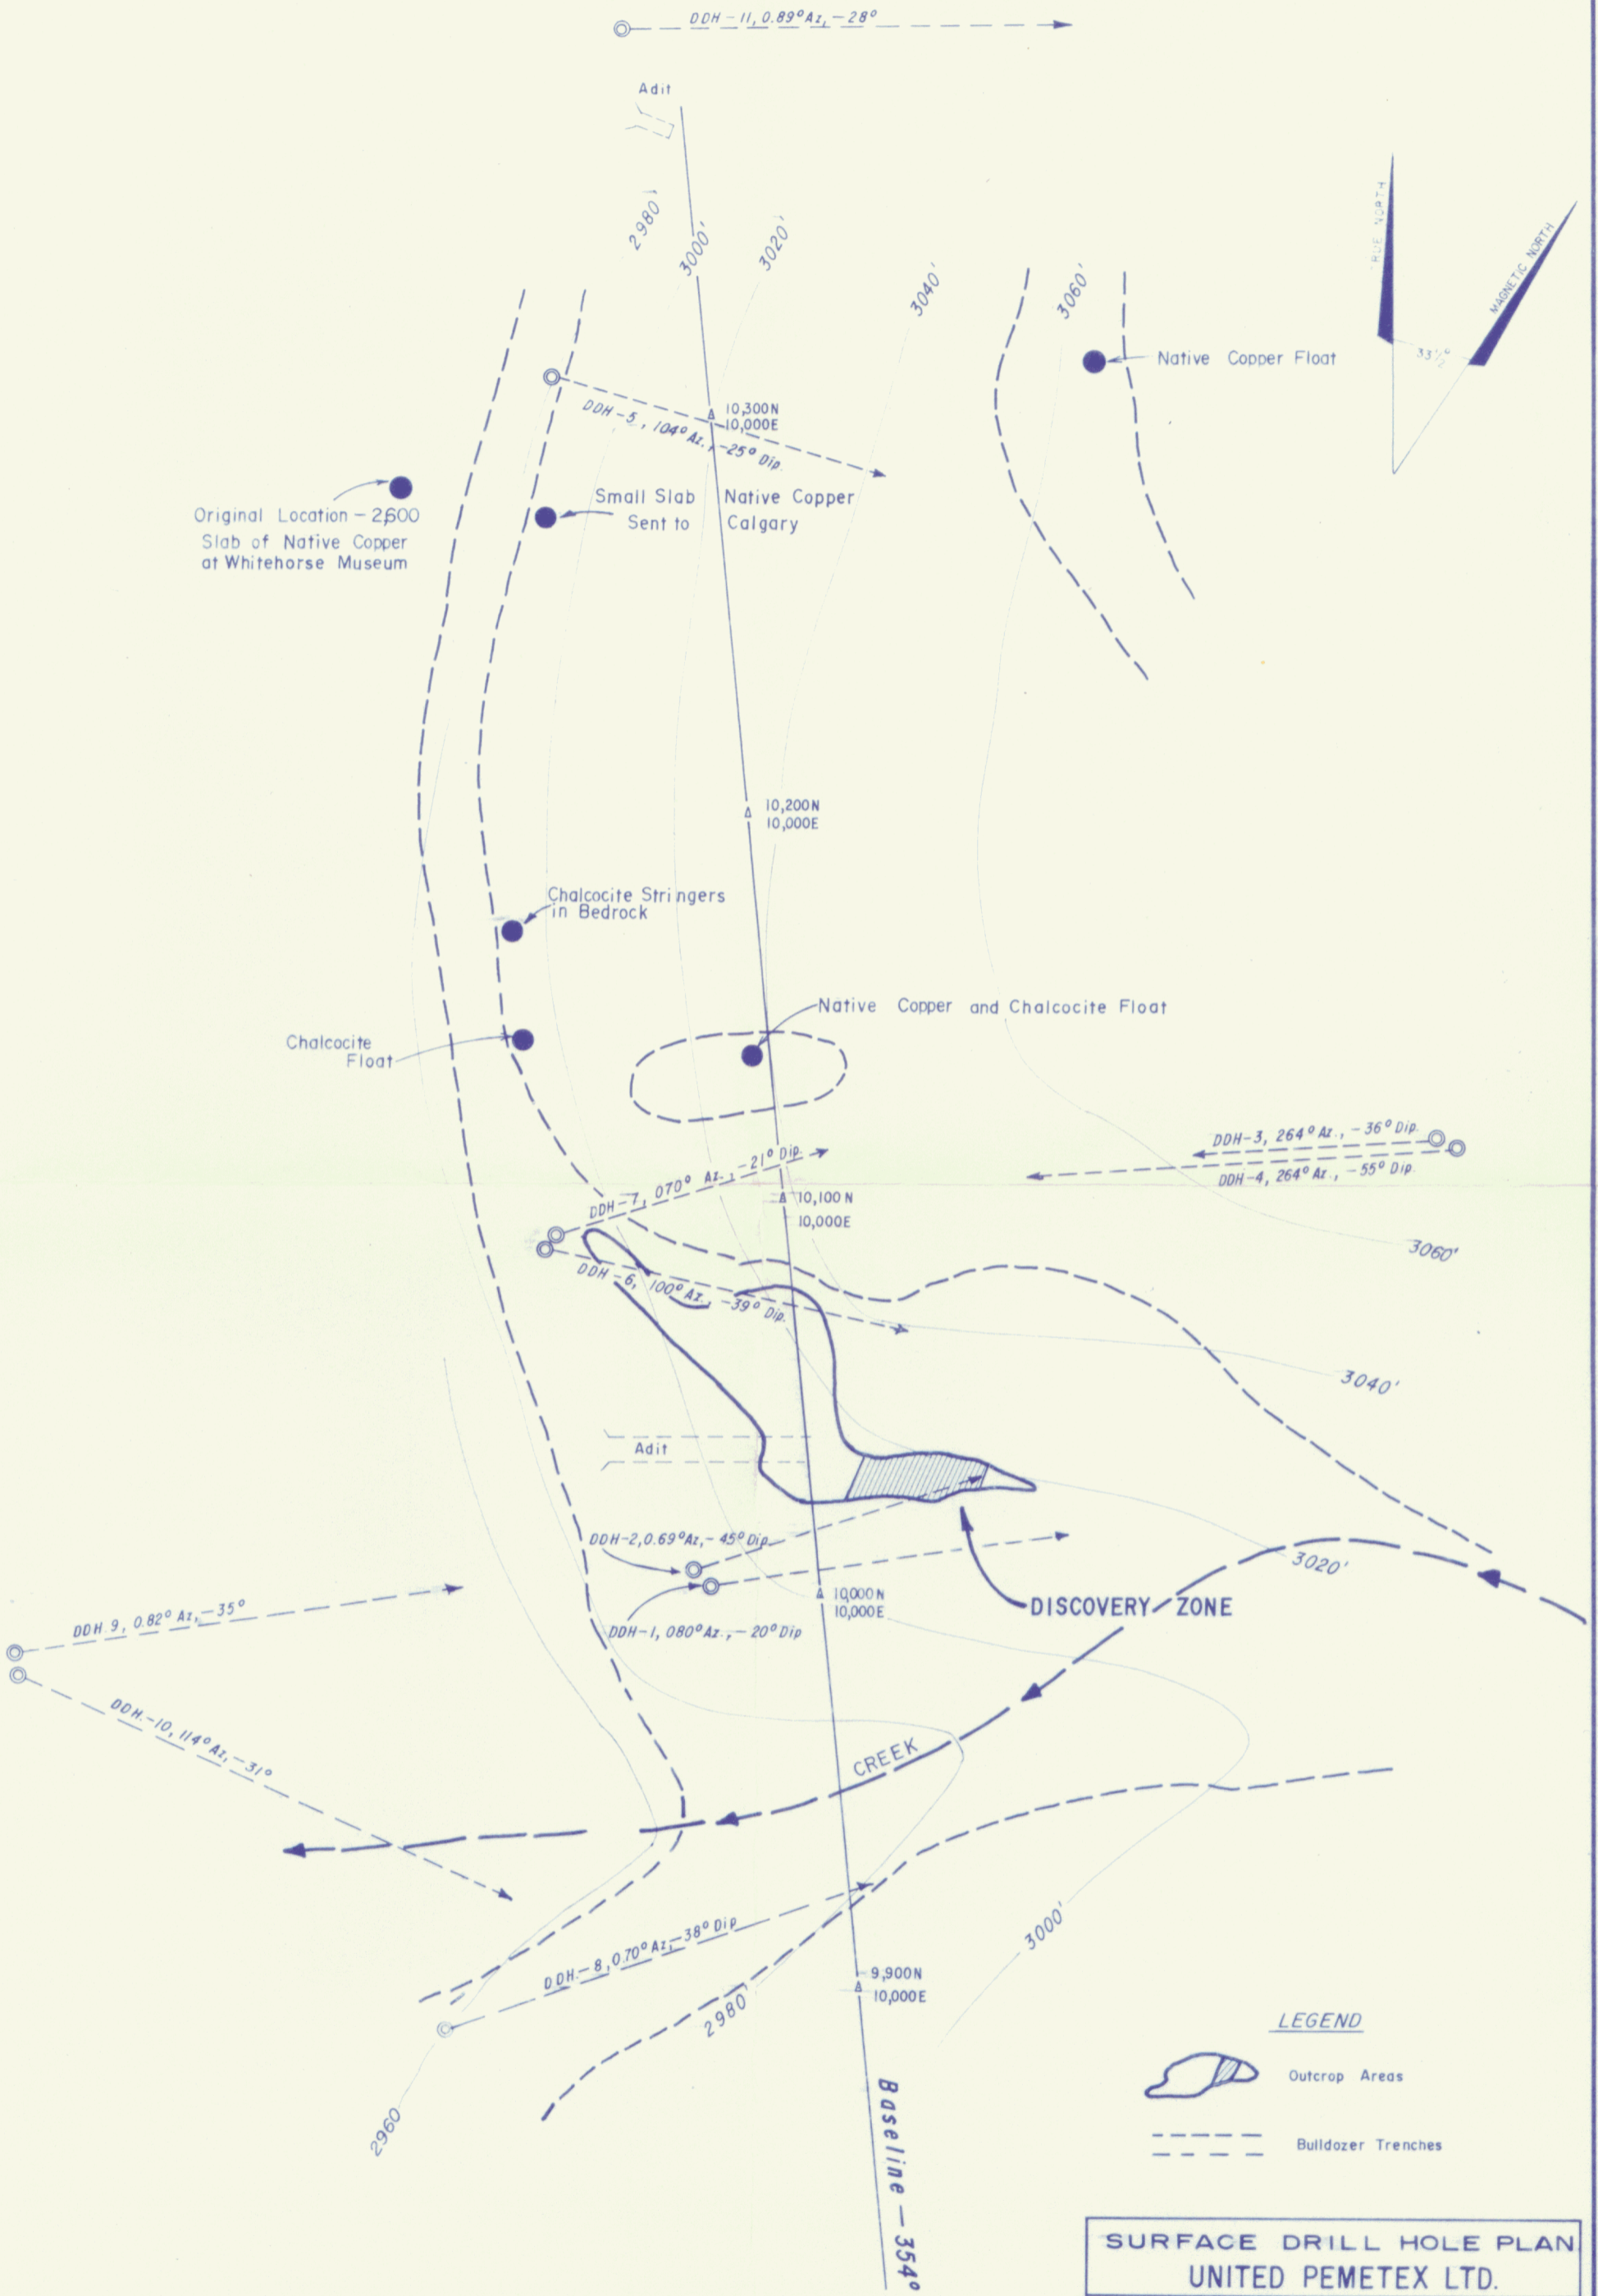 DDH-11, 0.89° Az, -28°
Adit
2980'
3000'
3020'
3040'
3060'
TRUE NORTH
MAGNETIC NORTH
33 1/2°
Native Copper Float
10,300N
10,000E
DDH-5, 104° Az., -25° Dip.
Original Location - 2,600
Slab of Native Copper
at Whitehorse Museum
Small Slab Native Copper
Sent to Calgary
10,200N
10,000E
Chalcocite Stringers
in Bedrock
Native Copper and Chalcocite Float
Chalcocite
Float
DDH-3, 264° Az., -36° Dip.
DDH-4, 264° Az., -55° Dip.
DDH-7, 070° Az., -21° Dip.
10,100N
10,000E
3060'
DDH-6, 100° Az., -39° Dip.
3040'
Adit
DDH-2, 0.69° Az, -45° Dip.
3020'
10,000N
10,000E
DISCOVERY ZONE
DDH 9, 0.82° Az, -35°
DDH-1, 080° Az., -20° Dip
DDH.-10, 114° Az, -31°
CREEK
DDH.-8, 0.70° Az, -38° Dip
3000'
9,900N
10,000E
2980
2960
Baseline - 354°
LEGEND
Outcrop Areas
Bulldozer Trenches
SURFACE DRILL HOLE PLAN
UNITED PEMETEX LTD.